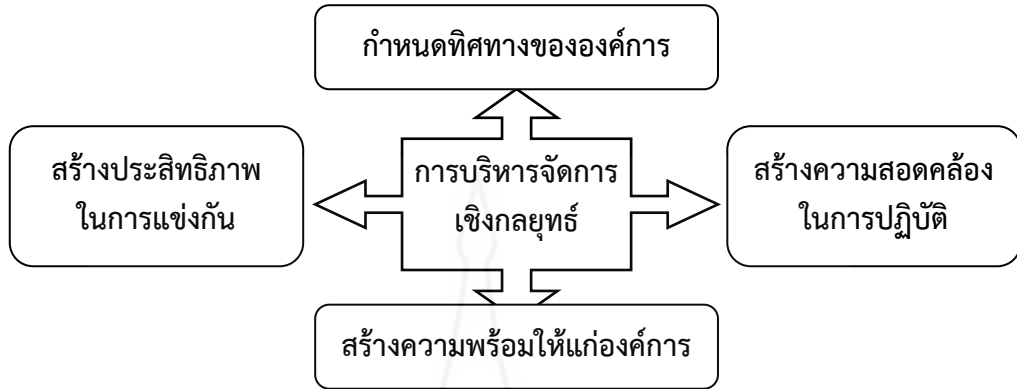 กำหนดทิศทางขององค์การ
สร้างประสิทธิภาพ
ในการแข่งกัน
การบริหารจัดการ
เชิงกลยุทธ์
สร้างความสอดคล้อง
ในการปฏิบัติ
สร้างความพร้อมให้แก่องค์การ